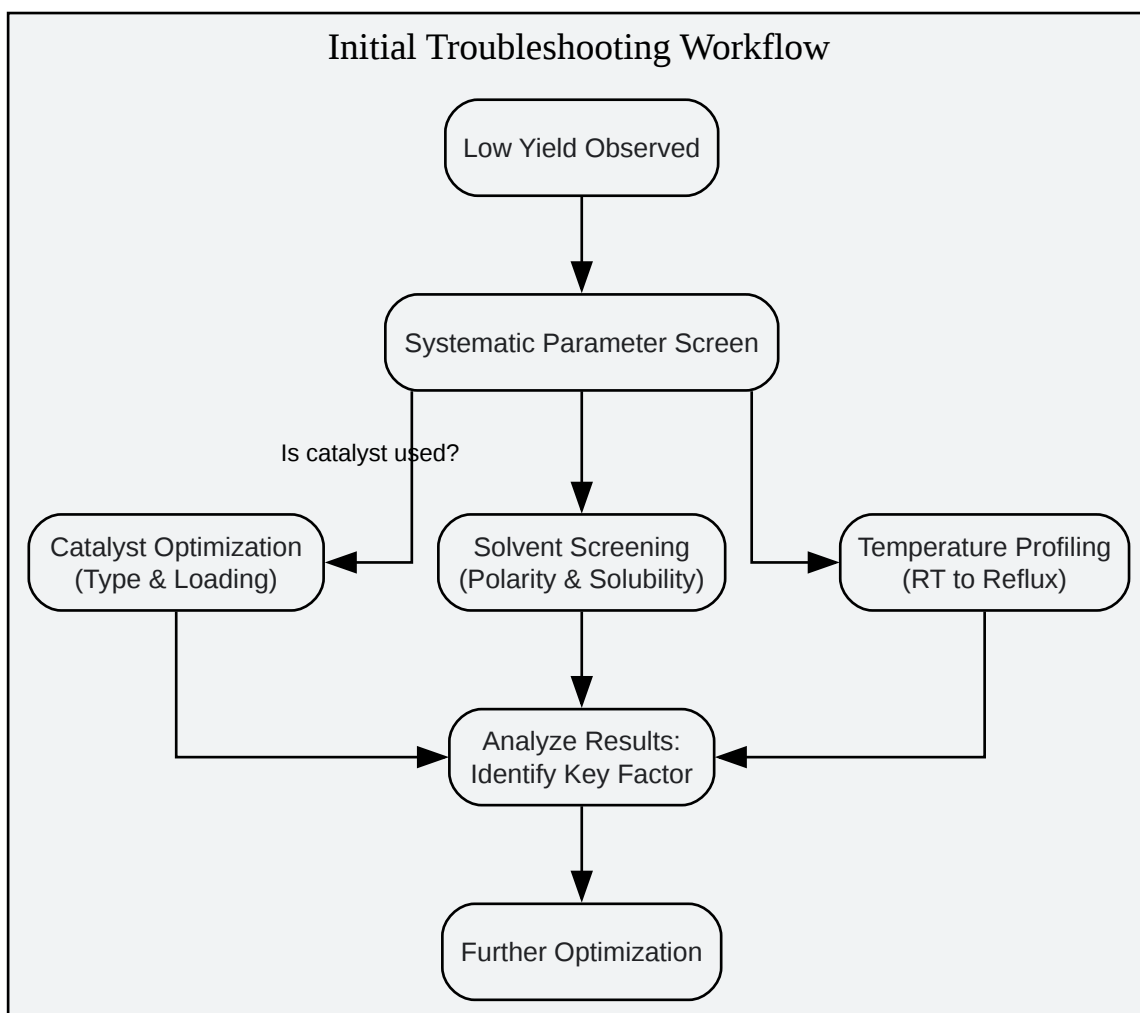 Initial Troubleshooting Workflow
Low Yield Observed
Systematic Parameter Screen
Is catalyst used?
Catalyst Optimization
(Type & Loading)
Solvent Screening
(Polarity & Solubility)
Temperature Profiling
(RT to Reflux)
Analyze Results:
Identify Key Factor
Further Optimization